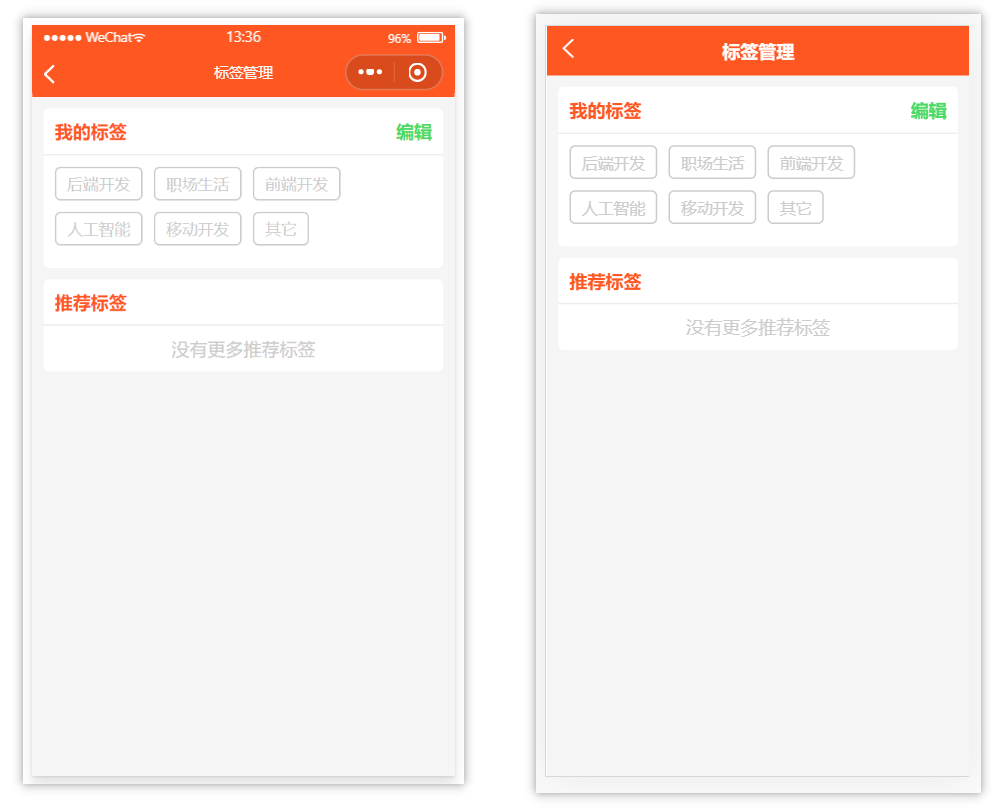 WeChat 13:36 96%
标签管理
我的标签 编辑
后端开发 职场生活 前端开发
人工智能 移动开发 其它
推荐标签
没有更多推荐标签
标签管理
我的标签 编辑
后端开发 职场生活 前端开发
人工智能 移动开发 其它
推荐标签
没有更多推荐标签